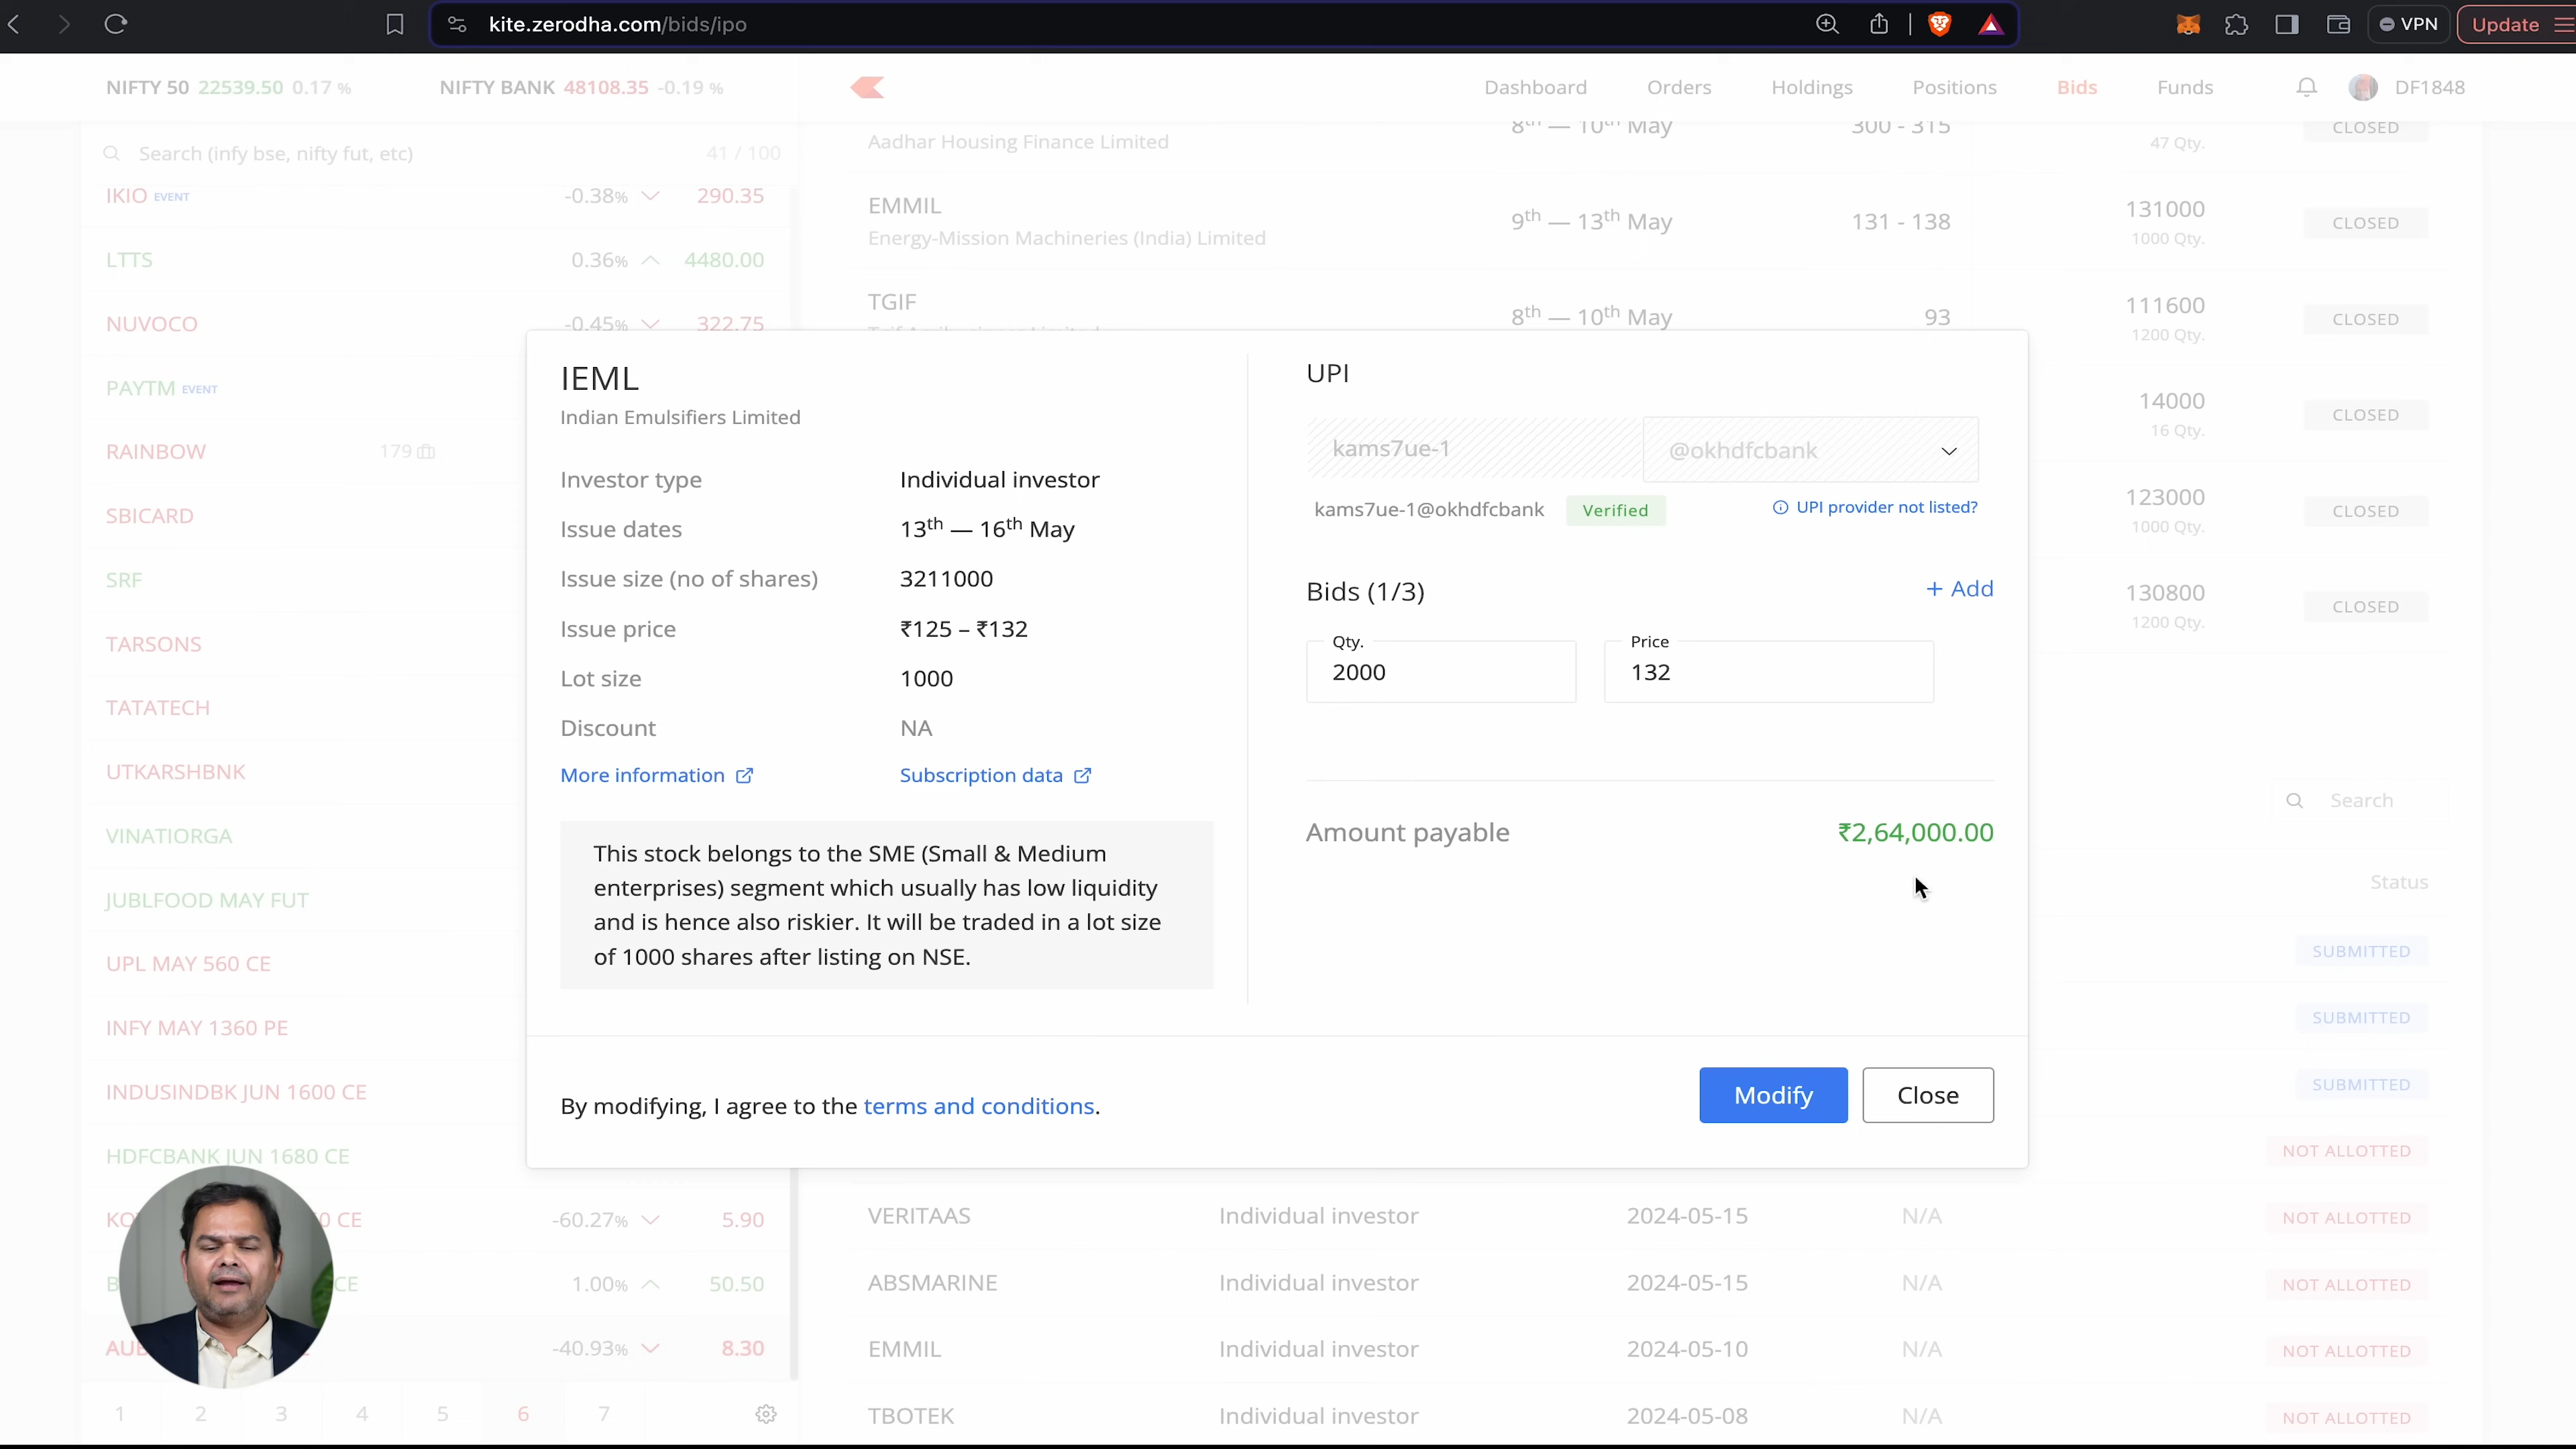 kite.zerodha.com/bids/ipo
VPN
Update
NIFTY 50 22539.50 0.17 %
NIFTY BANK 48108.35 -0.19 %
Dashboard
Orders
Holdings
Positions
Bids
Funds
DF1848
Search (infy bse, nifty fut, etc)
41 / 100
IKIO EVENT -0.38% 290.35
LTTS 0.36% 4480.00
NUVOCO -0.45% 322.75
PAYTM EVENT
RAINBOW 179
SBICARD
SRF
TARSONS
TATATECH
UTKARSHBNK
VINATIORGA
JUBLFOOD MAY FUT
UPL MAY 560 CE
INFY MAY 1360 PE
INDUSINDBK JUN 1600 CE
HDFCBANK JUN 1680 CE
0 CE -60.27% 5.90
CE 1.00% 50.50
-40.93% 8.30
1 2 3 4 5 6 7
8th — 10th May 300 - 315 CLOSED
Aadhar Housing Finance Limited 47 Qty.
EMMIL 9th — 13th May 131 - 138 131000 CLOSED
Energy-Mission Machineries (India) Limited 1000 Qty.
TGIF 8th — 10th May 93 111600 CLOSED
1200 Qty.
14000 CLOSED
16 Qty.
123000 CLOSED
1000 Qty.
130800 CLOSED
1200 Qty.
IEML
Indian Emulsifiers Limited
Investor type Individual investor
Issue dates 13th — 16th May
Issue size (no of shares) 3211000
Issue price ₹125 – ₹132
Lot size 1000
Discount NA
More information Subscription data
This stock belongs to the SME (Small & Medium
enterprises) segment which usually has low liquidity
and is hence also riskier. It will be traded in a lot size
of 1000 shares after listing on NSE.
UPI
kams7ue-1 @okhdfcbank
kams7ue-1@okhdfcbank Verified UPI provider not listed?
Bids (1/3) + Add
Qty. Price
2000 132
Amount payable ₹2,64,000.00
By modifying, I agree to the terms and conditions.
Modify Close
Search
Status
SUBMITTED
SUBMITTED
SUBMITTED
NOT ALLOTTED
VERITAAS Individual investor 2024-05-15 N/A NOT ALLOTTED
ABSMARINE Individual investor 2024-05-15 N/A NOT ALLOTTED
EMMIL Individual investor 2024-05-10 N/A NOT ALLOTTED
TBOTEK Individual investor 2024-05-08 N/A NOT ALLOTTED